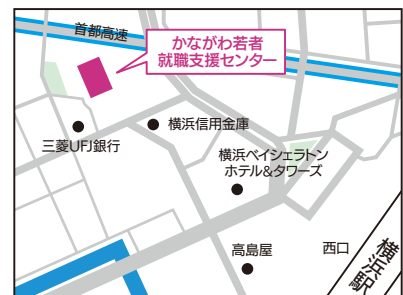 首都高速
かながわ若者
就職支援センター
横浜信用金庫
三菱UFJ銀行
横浜ベイシェラトン
ホテル&タワーズ
高島屋
西口
横浜駅